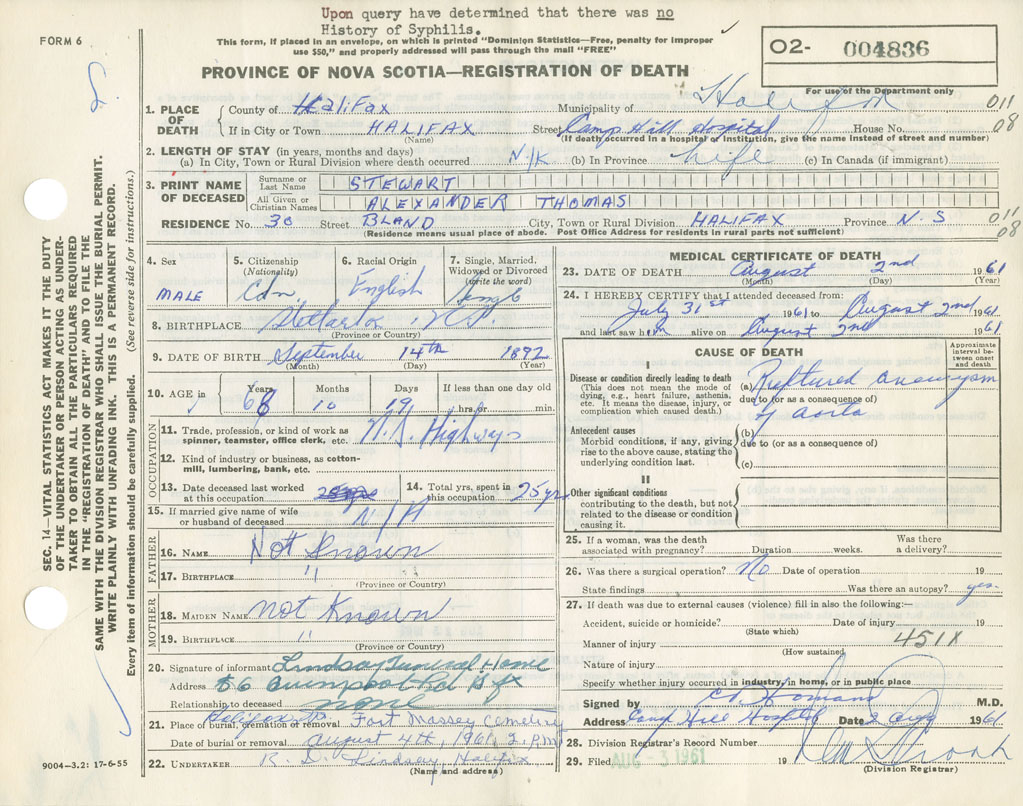 Upon query have determined that there was no
History of Syphilis.
FORM 6
This form, if placed in an envelope, on which is printed "Dominion Statistics—Free, penalty for improper
use $50," and properly addressed will pass through the mail "FREE"
02- 004836
For use of the Department only
PROVINCE OF NOVA SCOTIA—REGISTRATION OF DEATH
SEC. 14—VITAL STATISTICS ACT MAKES IT THE DUTY
OF THE UNDERTAKER OR PERSON ACTING AS UNDER-
TAKER TO OBTAIN ALL THE PARTICULARS REQUIRED
IN THE "REGISTRATION OF DEATH" AND TO FILE THE
SAME WITH THE DIVISION REGISTRAR WHO SHALL ISSUE THE BURIAL PERMIT.
WRITE PLAINLY WITH UNFADING INK. THIS IS A PERMANENT RECORD.
Every item of information should be carefully supplied. (See reverse side for instructions.)
1. PLACE OF DEATH
County of HaliFax Municipality of Halifax 011
If in City or Town HALIFAX Street Camp Hill Hospital House No. 08
(Name) (If death occurred in a hospital or institution, give the name instead of street and number)
2. LENGTH OF STAY (in years, months and days)
(a) In City, Town or Rural Division where death occurred N/K (b) In Province Life (c) In Canada (if immigrant)
3. PRINT NAME OF DECEASED
Surname or Last Name STEWART
All Given or Christian Names ALEXANDER THOMAS
RESIDENCE No. 30 Street BLAND City, Town or Rural Division HALIFAX Province N.S 011 08
(Residence means usual place of abode. Post Office Address for residents in rural parts not sufficient)
4. Sex MALE
5. Citizenship (Nationality) Cdn,
6. Racial Origin English
7. Single, Married, Widowed or Divorced (write the word) Single
8. BIRTHPLACE Stellarton, N.S.
(Province or Country)
9. DATE OF BIRTH September 14th 1892
(Month) (Day) (Year)
10. AGE Years 68 Months 10 Days 19 If less than one day old hrs. or min.
OCCUPATION
11. Trade, profession, or kind of work as
spinner, teamster, office clerk, etc. N.S. Highways
12. Kind of industry or business, as cotton-
mill, lumbering, bank, etc.
13. Date deceased last worked
at this occupation
14. Total yrs. spent in
this occupation 25 yrs
15. If married give name of wife
or husband of deceased N/A
FATHER
16. NAME Not Known
17. BIRTHPLACE "
(Province or Country)
MOTHER
18. MAIDEN NAME not Known
19. BIRTHPLACE "
(Province or Country)
20. Signature of informant Lindsay Funeral Home
Address 56 Quinpool Rd Hfx
Relationship to deceased none
21. Place of burial, cremation or removal Halifax Fort Massey Cemetery
Date of burial or removal August 4th, 1961, 2 P.M
22. UNDERTAKER R. D. Lindsay, Halifax
(Name and address)
9004—3.2: 17-6-55
MEDICAL CERTIFICATE OF DEATH
23. DATE OF DEATH August 2nd 1961
(Month) (Day) (Year)
24. I HEREBY CERTIFY that I attended deceased from:
July 31st 1961 to August 2nd 1961
and last saw him alive on August 2nd 1961
CAUSE OF DEATH
Approximate interval be-tween onset and death
I
Disease or condition directly leading to death
(This does not mean the mode of
dying, e.g., heart failure, asthenia,
etc. It means the disease, injury, or
complication which caused death.)
(a) Ruptured aneurysm
due to (or as a consequence of)
of aorta
Antecedent causes
Morbid conditions, if any, giving
rise to the above cause, stating the
underlying condition last.
(b)
due to (or as a consequence of)
(c)
II
Other significant conditions
contributing to the death, but not
related to the disease or condition
causing it.
25. If a woman, was the death
associated with pregnancy? Duration weeks. Was there a delivery?
26. Was there a surgical operation? No Date of operation 19
State findings Was there an autopsy? yes.
27. If death was due to external causes (violence) fill in also the following:—
Accident, suicide or homicide? Date of injury 19
(State which)
Manner of injury 451X
(How sustained)
Nature of injury
Specify whether injury occurred in industry, in home, or in public place
Signed by M.D.
Address Camp Hill Hospital Date 2 Aug 1961
28. Division Registrar's Record Number
29. Filed AUG - 3 1961 19
(Division Registrar)